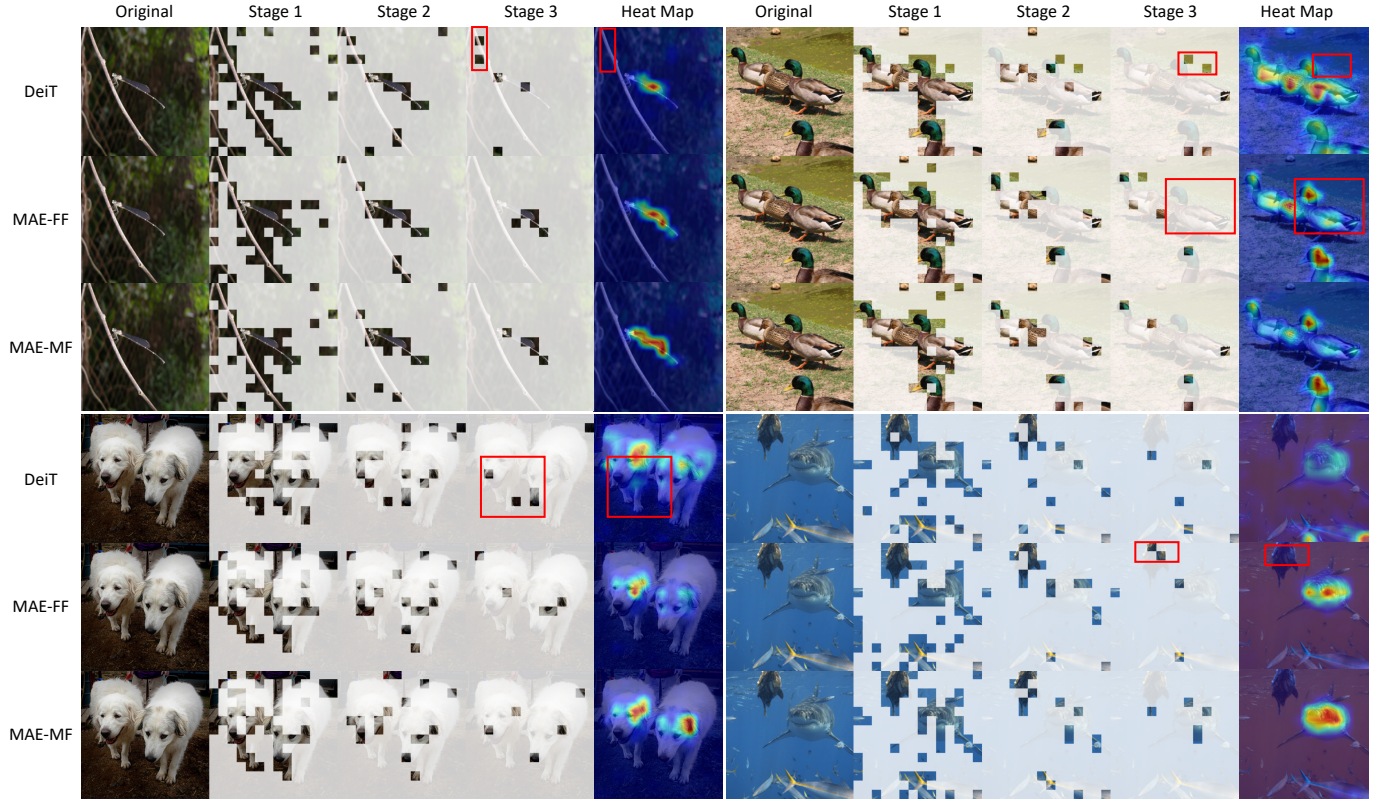 Original Stage 1 Stage 2 Stage 3 Heat Map Original Stage 1 Stage 2 Stage 3 Heat Map
DeiT
MAE-FF
MAE-MF
DeiT
MAE-FF
MAE-MF